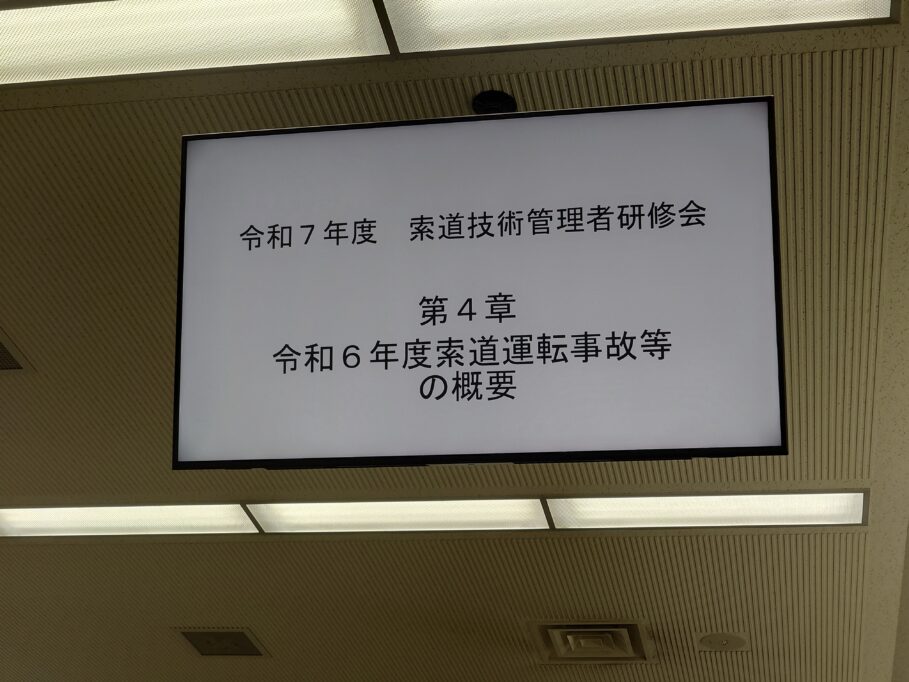 令和７年度　索道技術管理者研修会
第４章
令和６年度索道運転事故等
の概要